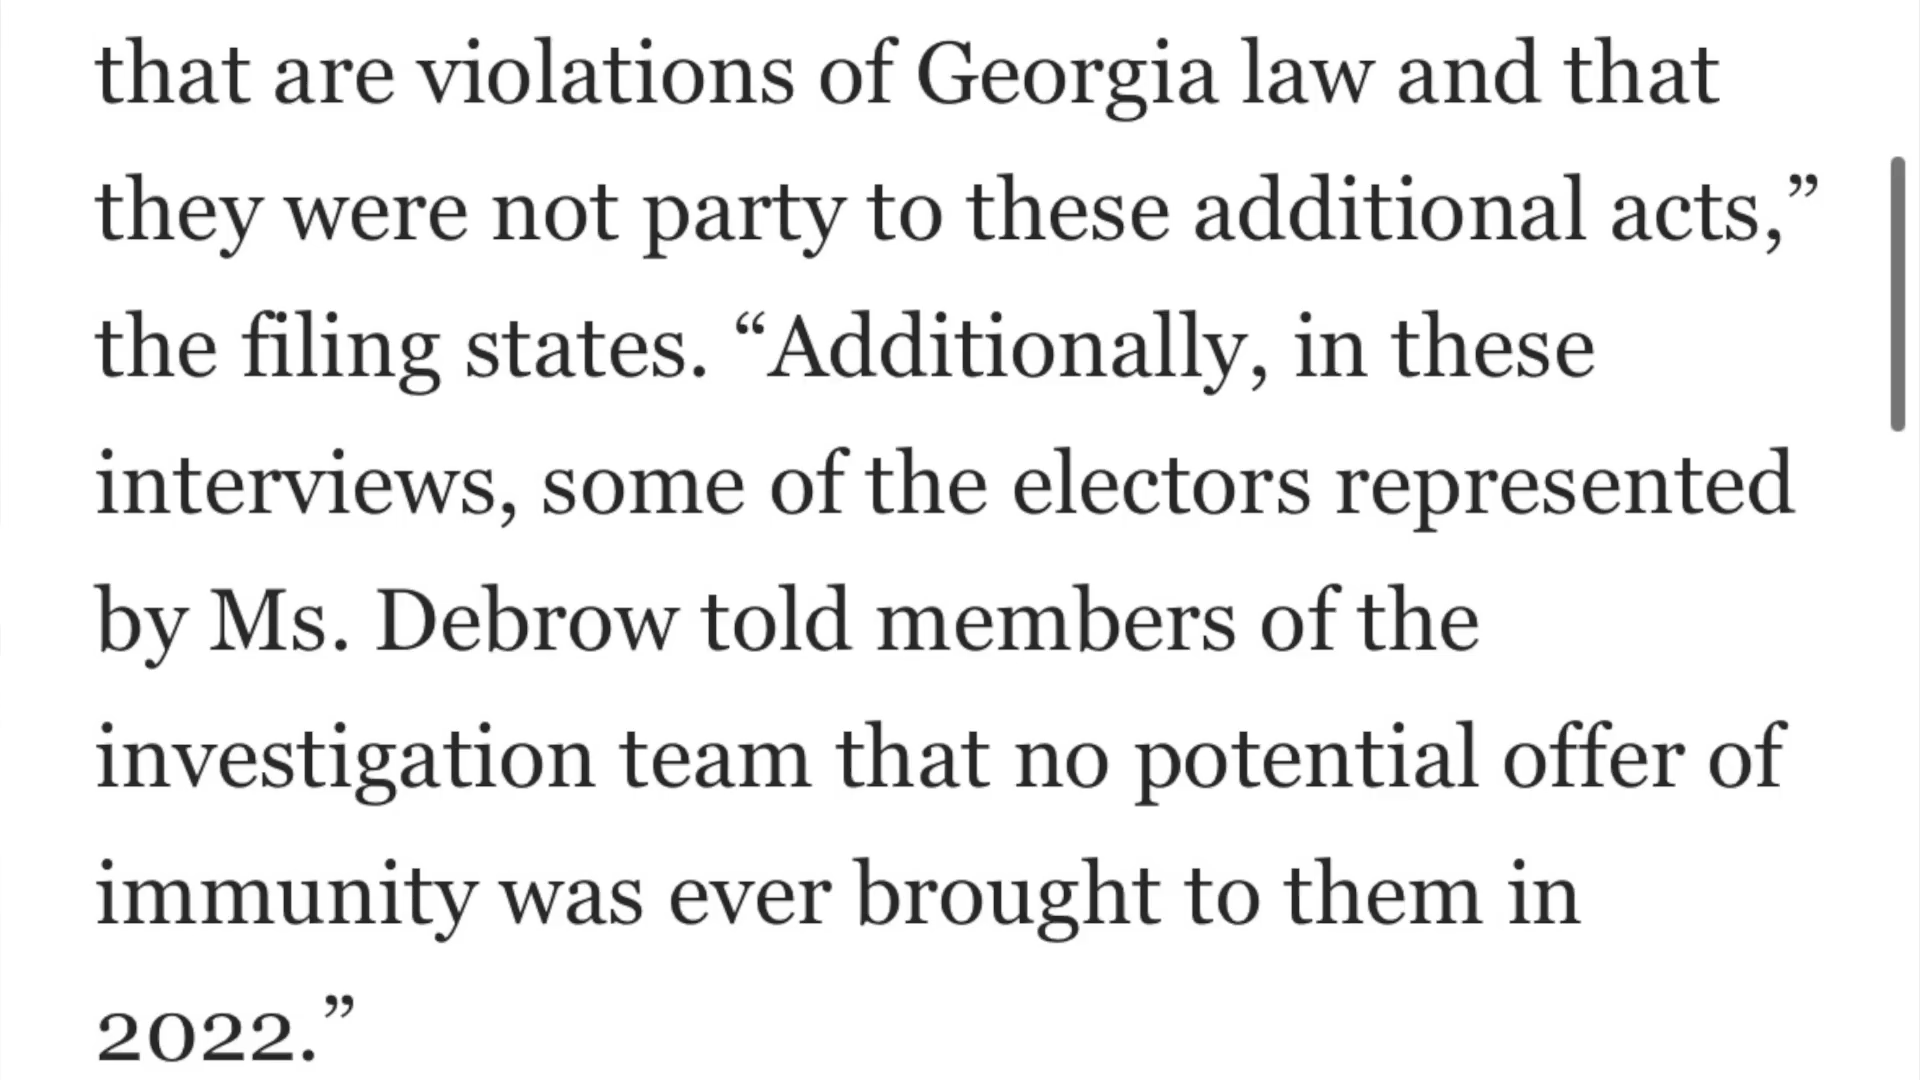 that are violations of Georgia law and that
they were not party to these additional acts,”
the filing states. “Additionally, in these
interviews, some of the electors represented
by Ms. Debrow told members of the
investigation team that no potential offer of
immunity was ever brought to them in
2022.”